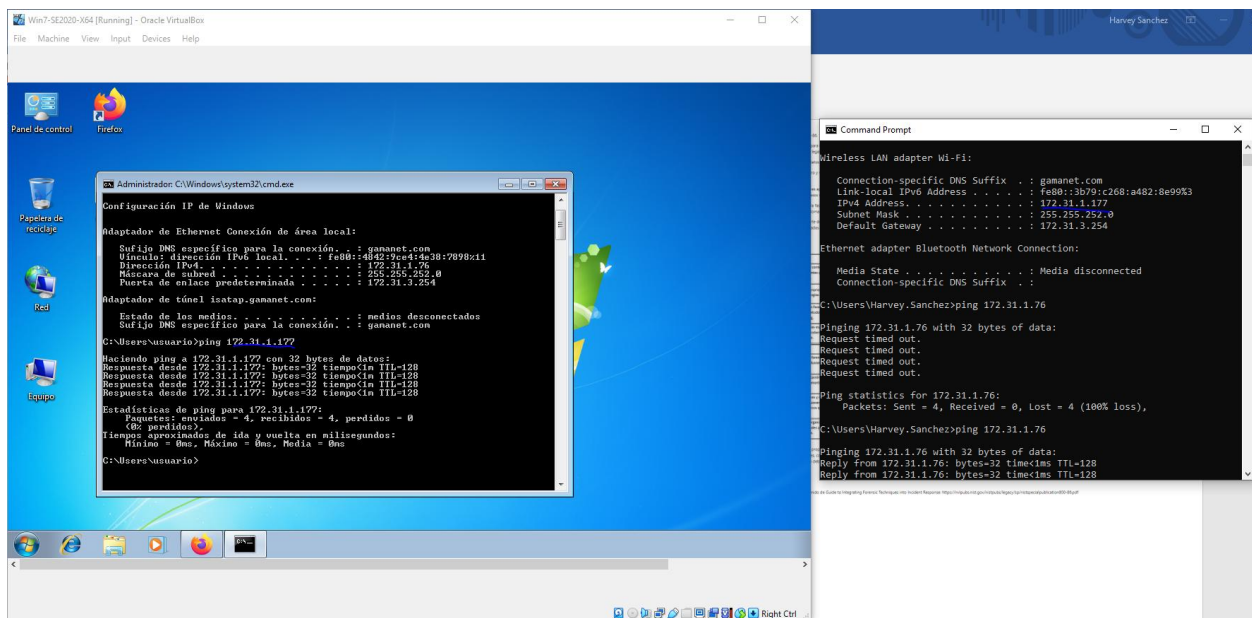 Win7-SE2020-X64 [Running] - Oracle VirtualBox
File Machine View Input Devices Help
Panel de control
Firefox
Papelera de
reciclaje
Red
Equipo
Administrador: C:\Windows\system32\cmd.exe
Configuración IP de Windows
Adaptador de Ethernet Conexión de área local:
Sufijo DNS específico para la conexión. . : gamanet.com
Vínculo: dirección IPv6 local. . . : fe80::4842:9ce4:4e38:7898%11
Dirección IPv4. . . . . . . . . . . . . . : 172.31.1.76
Máscara de subred . . . . . . . . . . . . : 255.255.252.0
Puerta de enlace predeterminada . . . . . : 172.31.3.254
Adaptador de túnel isatap.gamanet.com:
Estado de los medios. . . . . . . . . . . : medios desconectados
Sufijo DNS específico para la conexión. . : gamanet.com
C:\Users\usuario>ping 172.31.1.177
Haciendo ping a 172.31.1.177 con 32 bytes de datos:
Respuesta desde 172.31.1.177: bytes=32 tiempo<1m TTL=128
Respuesta desde 172.31.1.177: bytes=32 tiempo<1m TTL=128
Respuesta desde 172.31.1.177: bytes=32 tiempo<1m TTL=128
Respuesta desde 172.31.1.177: bytes=32 tiempo<1m TTL=128
Estadísticas de ping para 172.31.1.177:
Paquetes: enviados = 4, recibidos = 4, perdidos = 0
(0% perdidos),
Tiempos aproximados de ida y vuelta en milisegundos:
Mínimo = 0ms, Máximo = 0ms, Media = 0ms
C:\Users\usuario>
Right Ctrl
Harvey Sanchez
Command Prompt
Wireless LAN adapter Wi-Fi:
Connection-specific DNS Suffix . : gamanet.com
Link-local IPv6 Address . . . . . : fe80::3b79:c268:a482:8e99%3
IPv4 Address. . . . . . . . . . . : 172.31.1.177
Subnet Mask . . . . . . . . . . . : 255.255.252.0
Default Gateway . . . . . . . . . : 172.31.3.254
Ethernet adapter Bluetooth Network Connection:
Media State . . . . . . . . . . . : Media disconnected
Connection-specific DNS Suffix . :
C:\Users\Harvey.Sanchez>ping 172.31.1.76
Pinging 172.31.1.76 with 32 bytes of data:
Request timed out.
Request timed out.
Request timed out.
Request timed out.
Ping statistics for 172.31.1.76:
Packets: Sent = 4, Received = 0, Lost = 4 (100% loss),
C:\Users\Harvey.Sanchez>ping 172.31.1.76
Pinging 172.31.1.76 with 32 bytes of data:
Reply from 172.31.1.76: bytes=32 time<1ms TTL=128
Reply from 172.31.1.76: bytes=32 time<1ms TTL=128
Guide to Integrating Forensic Techniques into Incident Response